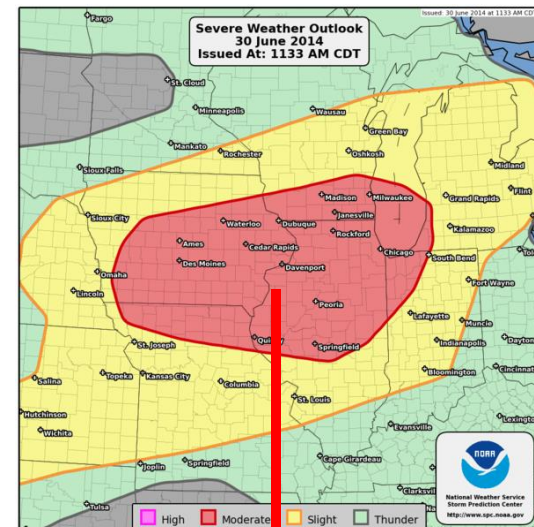 Issued: 30 June 2014 at 1133 AM CDT
Severe Weather Outlook
30 June 2014
Issued At: 1133 AM CDT
Fargo
St. Cloud
Minneapolis
Wausau
Green Bay
Mankato
Rochester
Oshkosh
Midland
Sioux Falls
Flint
Madison
Milwaukee
Grand Rapids
Sioux City
Waterloo
Dubuque
Janesville
Kalamazoo
Ames
Cedar Rapids
Rockford
Chicago
South Bend
Des Moines
Davenport
Omaha
Fort Wayne
Lincoln
Peoria
Lafayette
Muncie
St. Joseph
Springfield
Indianapolis
Dayton
Topeka
Kansas City
Bloomington
Cincinnati
Salina
Columbia
St. Louis
Hutchinson
Lexington
Wichita
Evansville
Joplin
Springfield
Cape Girardeau
Clarksville
Tulsa
NOAA
National Weather Service
Storm Prediction Center
http://www.spc.noaa.gov
High
Moderate
Slight
Thunder